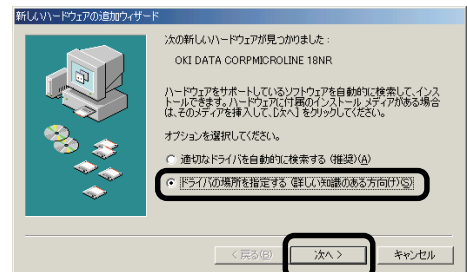 新しいハードウェアの追加ウィザード
次の新しいハードウェアが見つかりました:
OKI DATA CORPMICROLINE 18NR
ハードウェアをサポートしているソフトウェアを自動的に検索して、インス
トールできます。ハードウェアに付属のインストール メディアがある場合
は、そのメディアを挿入して、[次へ] をクリックしてください。
オプションを選択してください。
適切なドライバを自動的に検索する (推奨)(A)
ドライバの場所を指定する (詳しい知識のある方向け)(S)
< 戻る(B)
次へ >
キャンセル